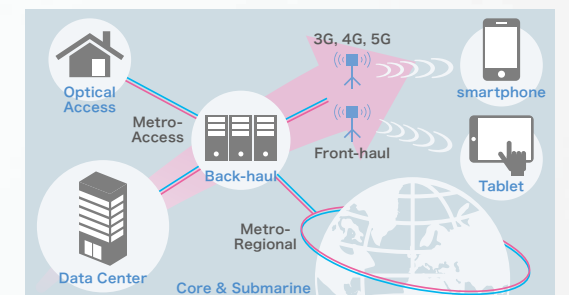 3G, 4G, 5G
Optical
Access
smartphone
Metro-
Access
Front-haul
Back-haul
Tablet
Metro-
Regional
Data Center
Core & Submarine